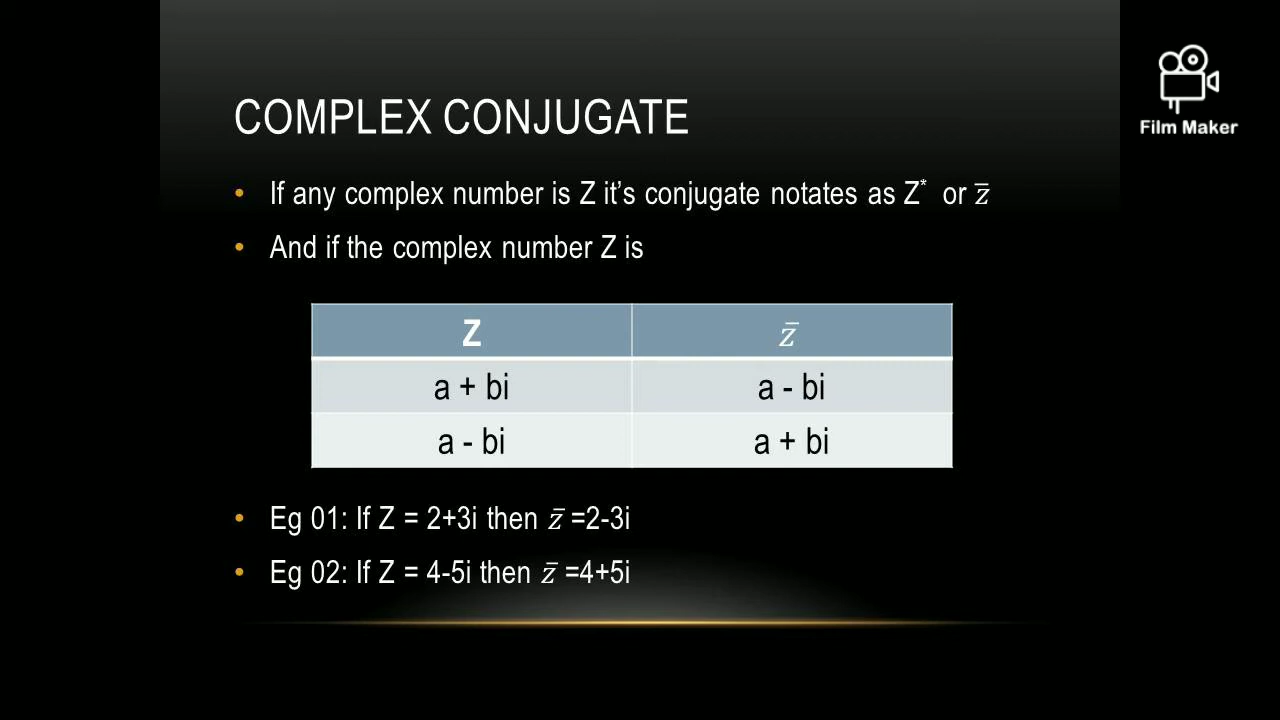 COMPLEX CONJUGATE
Film Maker
• If any complex number is Z it’s conjugate notates as Z* or z̄
• And if the complex number Z is
Z z̄
a + bi a - bi
a - bi a + bi
• Eg 01: If Z = 2+3i then z̄ =2-3i
• Eg 02: If Z = 4-5i then z̄ =4+5i